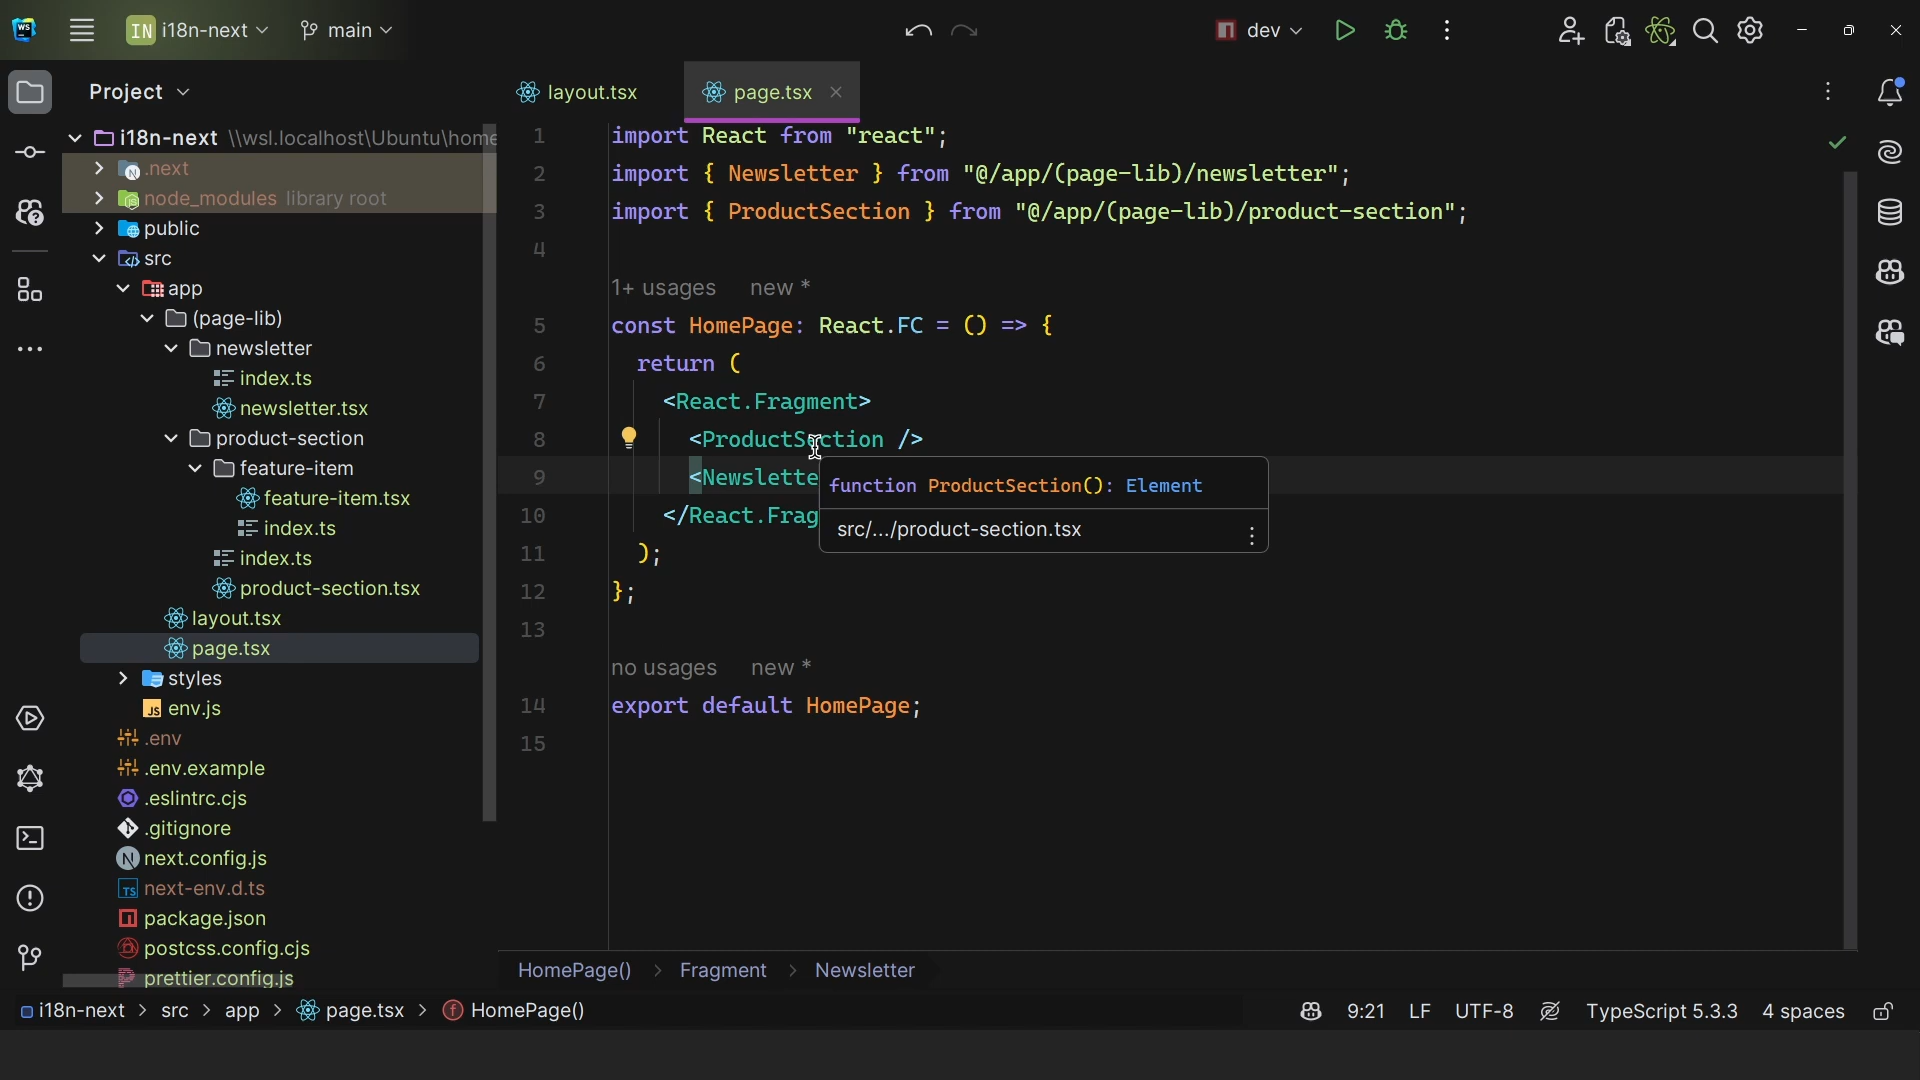 WS
IN i18n-next
main
dev
Project
layout.tsx
page.tsx
i18n-next \\wsl.localhost\Ubuntu\home
.next
node_modules library root
public
src
app
(page-lib)
newsletter
index.ts
newsletter.tsx
product-section
feature-item
feature-item.tsx
index.ts
index.ts
product-section.tsx
layout.tsx
page.tsx
styles
JS env.js
.env
.env.example
.eslintrc.cjs
.gitignore
N next.config.js
TS next-env.d.ts
package.json
postcss.config.cjs
prettier.config.js
1 import React from "react";
2 import { Newsletter } from "@/app/(page-lib)/newsletter";
3 import { ProductSection } from "@/app/(page-lib)/product-section";
4
1+ usages new *
5 const HomePage: React.FC = () => {
6 return (
7 <React.Fragment>
8 <ProductSection />
9 <Newslette
10 </React.Frag
11 );
12 };
13
no usages new *
14 export default HomePage;
15
function ProductSection(): Element
src/.../product-section.tsx
HomePage() > Fragment > Newsletter
i18n-next > src > app > page.tsx > f HomePage()
9:21 LF UTF-8 TypeScript 5.3.3 4 spaces